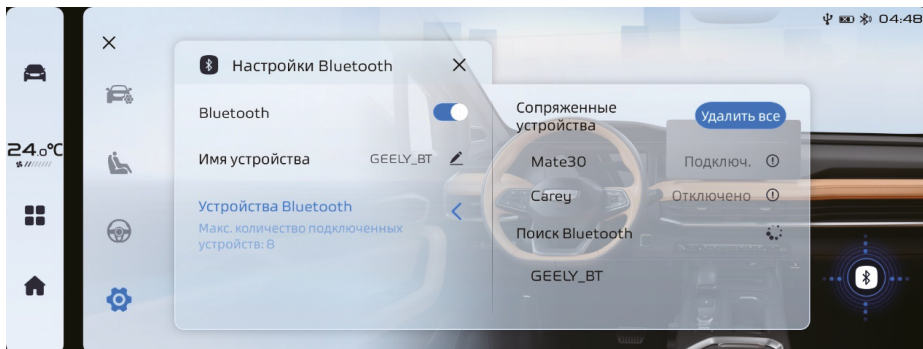 04:48
Настройки Bluetooth
Bluetooth
Имя устройства GEELY_BT
24.0°C
Устройства Bluetooth
Макс. количество подключенных
устройств: 8
Сопряженные
устройства
Удалить все
Mate30 Подключ.
Carey Отключено
Поиск Bluetooth
GEELY_BT